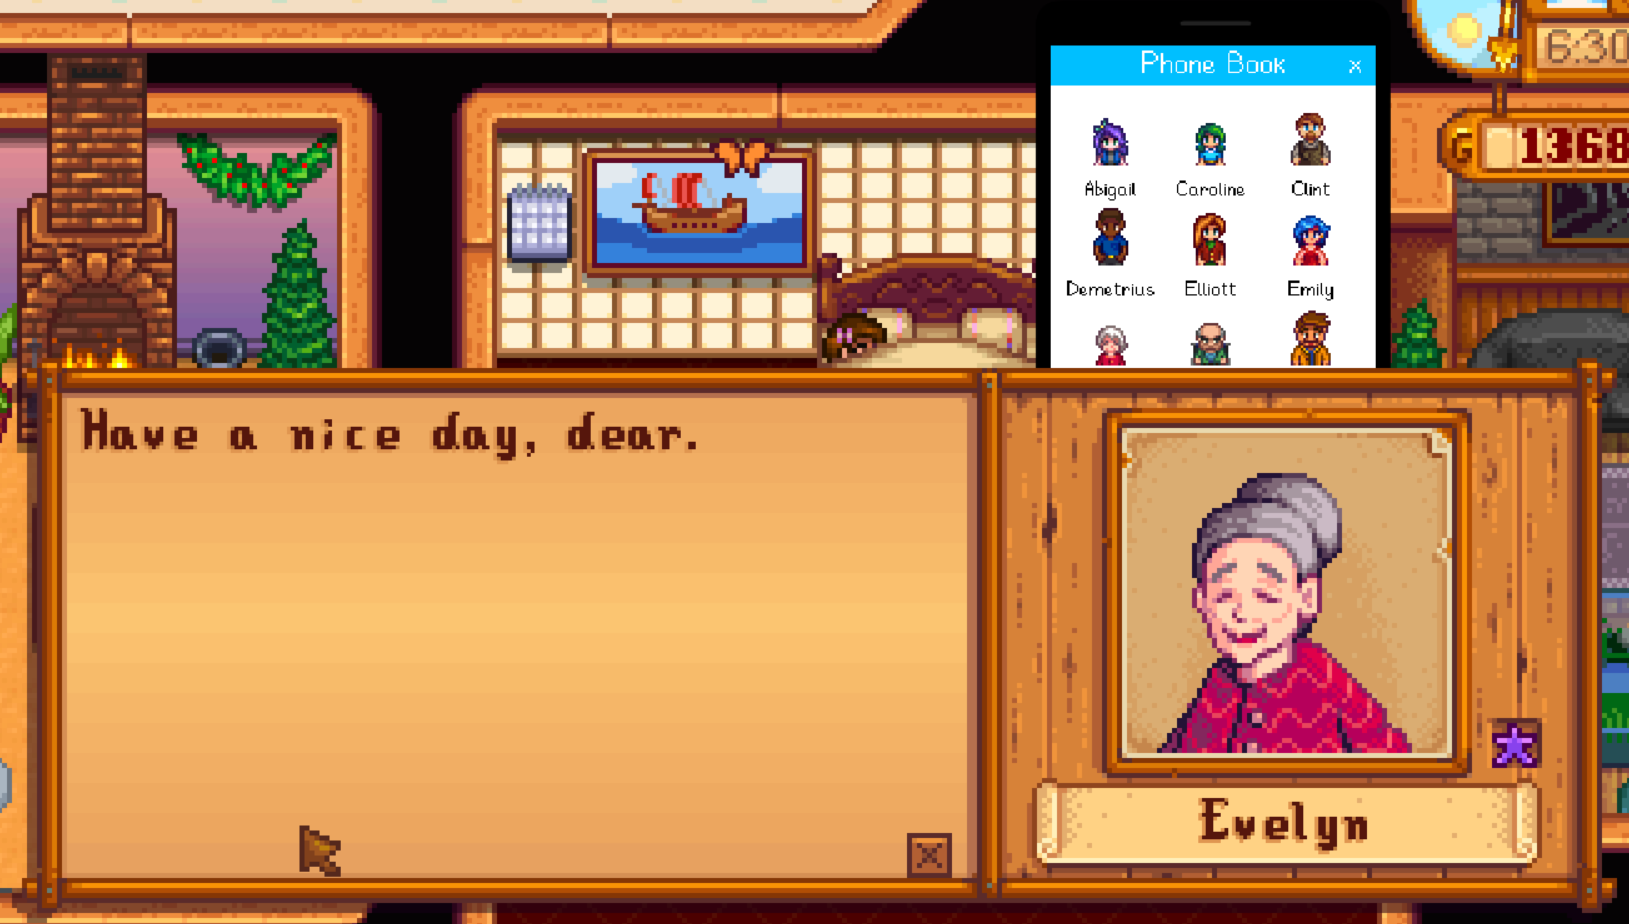 Phone Book x
6:30
G 1368
Abigail Caroline Clint
Demetrius Elliott Emily
Have a nice day, dear.
Evelyn